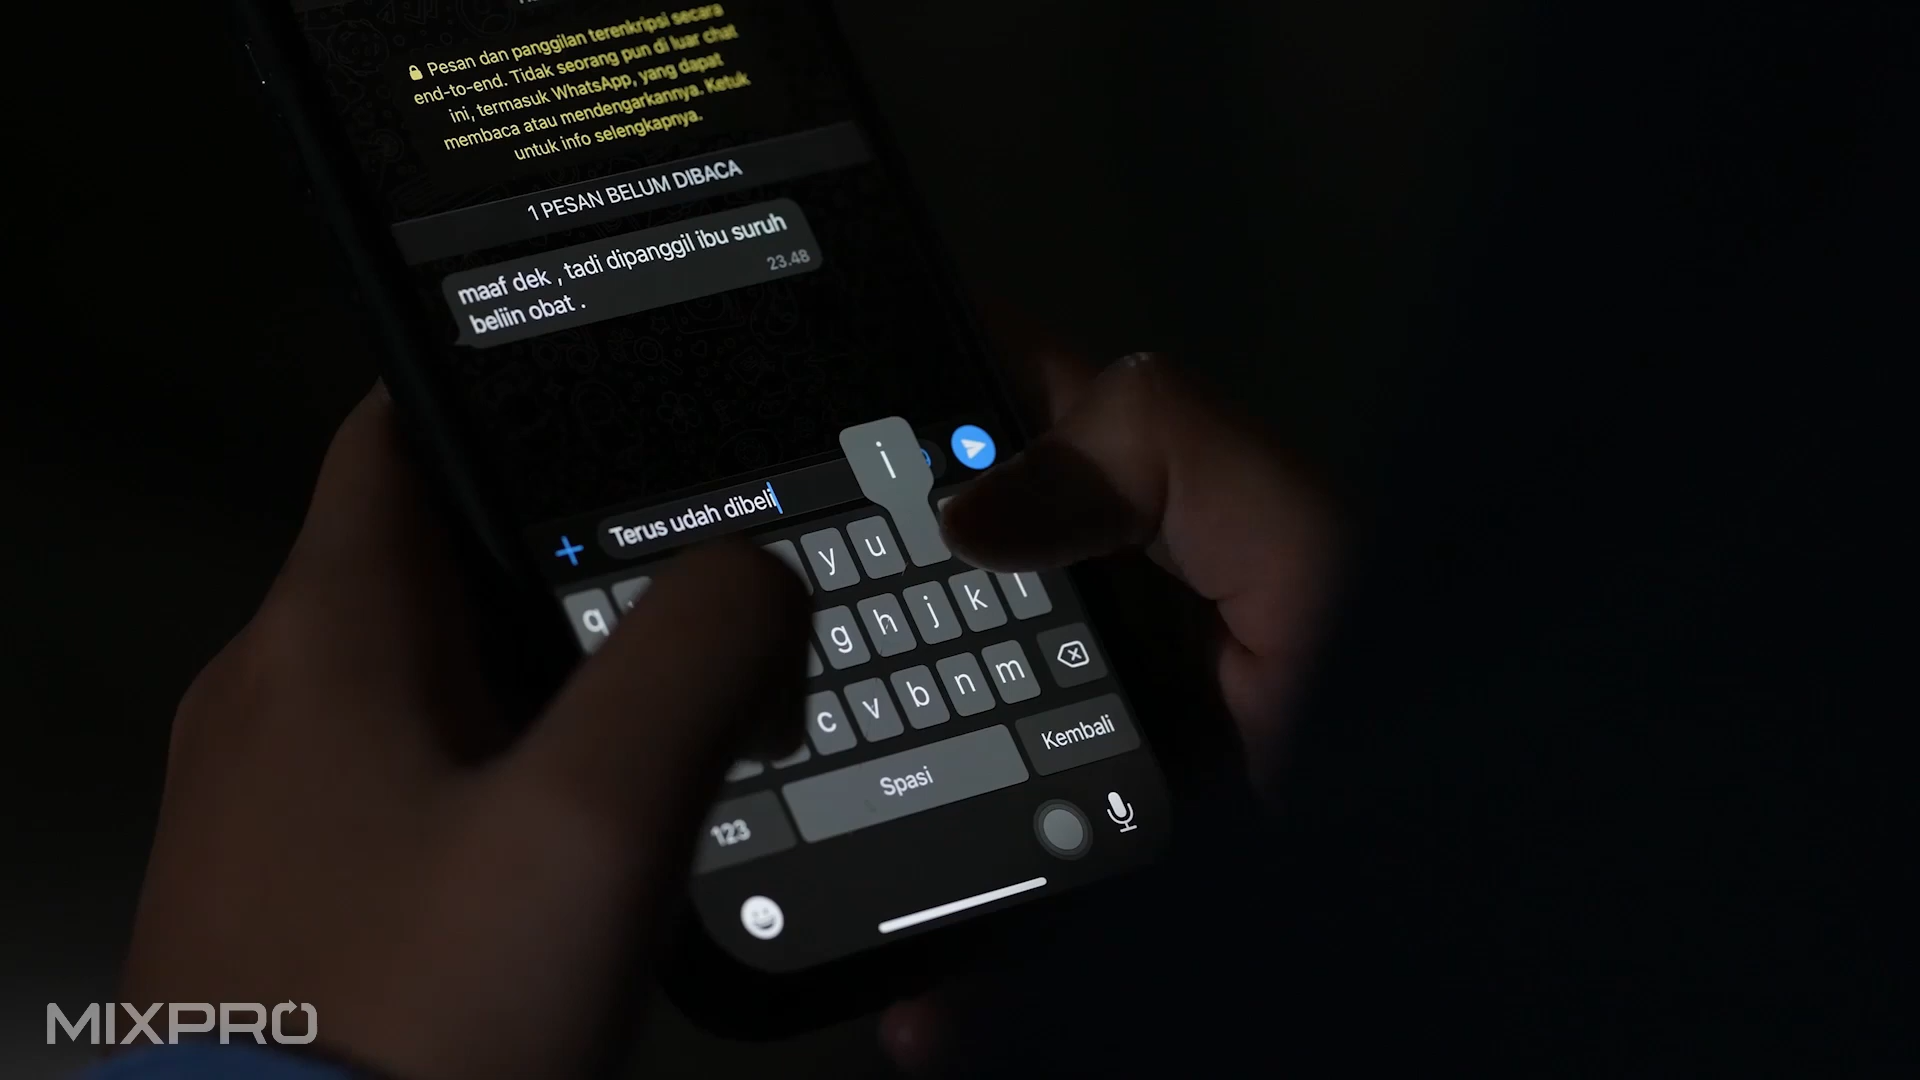 Pesan dan panggilan terenkripsi secara
end-to-end. Tidak seorang pun di luar chat
ini, termasuk WhatsApp, yang dapat
membaca atau mendengarkannya. Ketuk
untuk info selengkapnya.
1 PESAN BELUM DIBACA
maaf dek , tadi dipanggil ibu suruh
beliin obat .
23.48
i
Terus udah dibeli
q y u
g h j k l
c v b n m
123 Spasi Kembali
MIXPRO